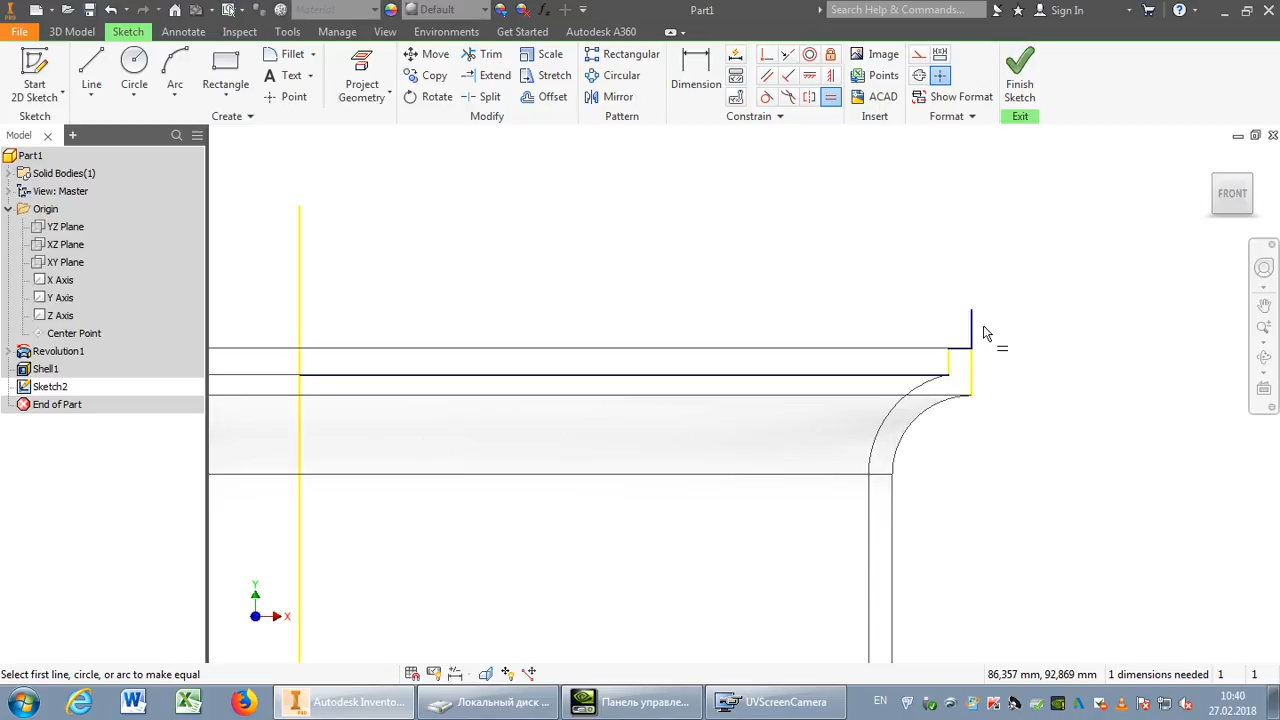 Material
Default
Part1
Search Help & Commands...
Sign In
File
3D Model
Sketch
Annotate
Inspect
Tools
Manage
View
Environments
Get Started
Autodesk A360
Start
2D Sketch
Line
Circle
Arc
Rectangle
Fillet
Text
Point
Project
Geometry
Move
Copy
Rotate
Trim
Extend
Split
Scale
Stretch
Offset
Rectangular
Circular
Mirror
Dimension
Image
Points
ACAD
Show Format
Finish
Sketch
Sketch
Create
Modify
Pattern
Constrain
Insert
Format
Exit
Model
Part1
Solid Bodies(1)
View: Master
Origin
YZ Plane
XZ Plane
XY Plane
X Axis
Y Axis
Z Axis
Center Point
Revolution1
Shell1
Sketch2
End of Part
FRONT
Y
X
Select first line, circle, or arc to make equal
86,357 mm, 92,869 mm
1 dimensions needed
1
1
Autodesk Invento...
Локальный диск ...
Панель управле...
UVScreenCamera
EN
10:40
27.02.2018